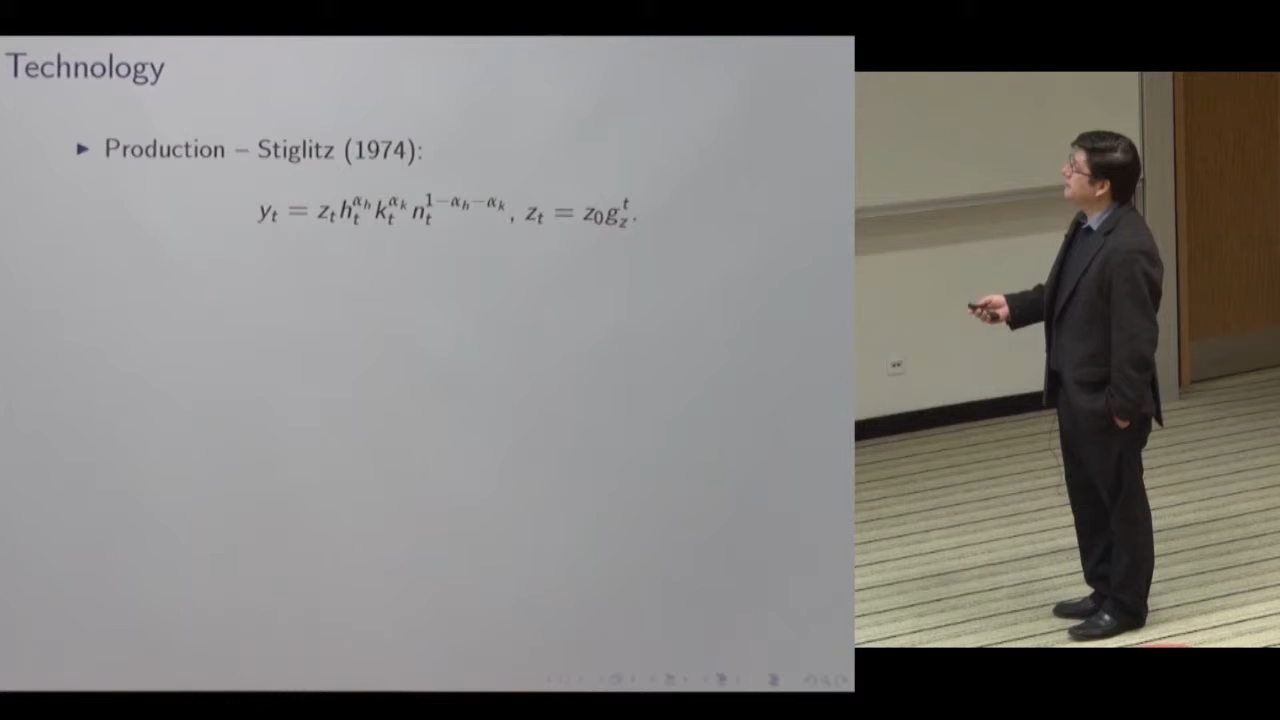 Technology
▶ Production – Stiglitz (1974):
y_t = z_t h_t^{α_h} k_t^{α_k} n_t^{1−α_h−α_k}, z_t = z_0 g_z^t.